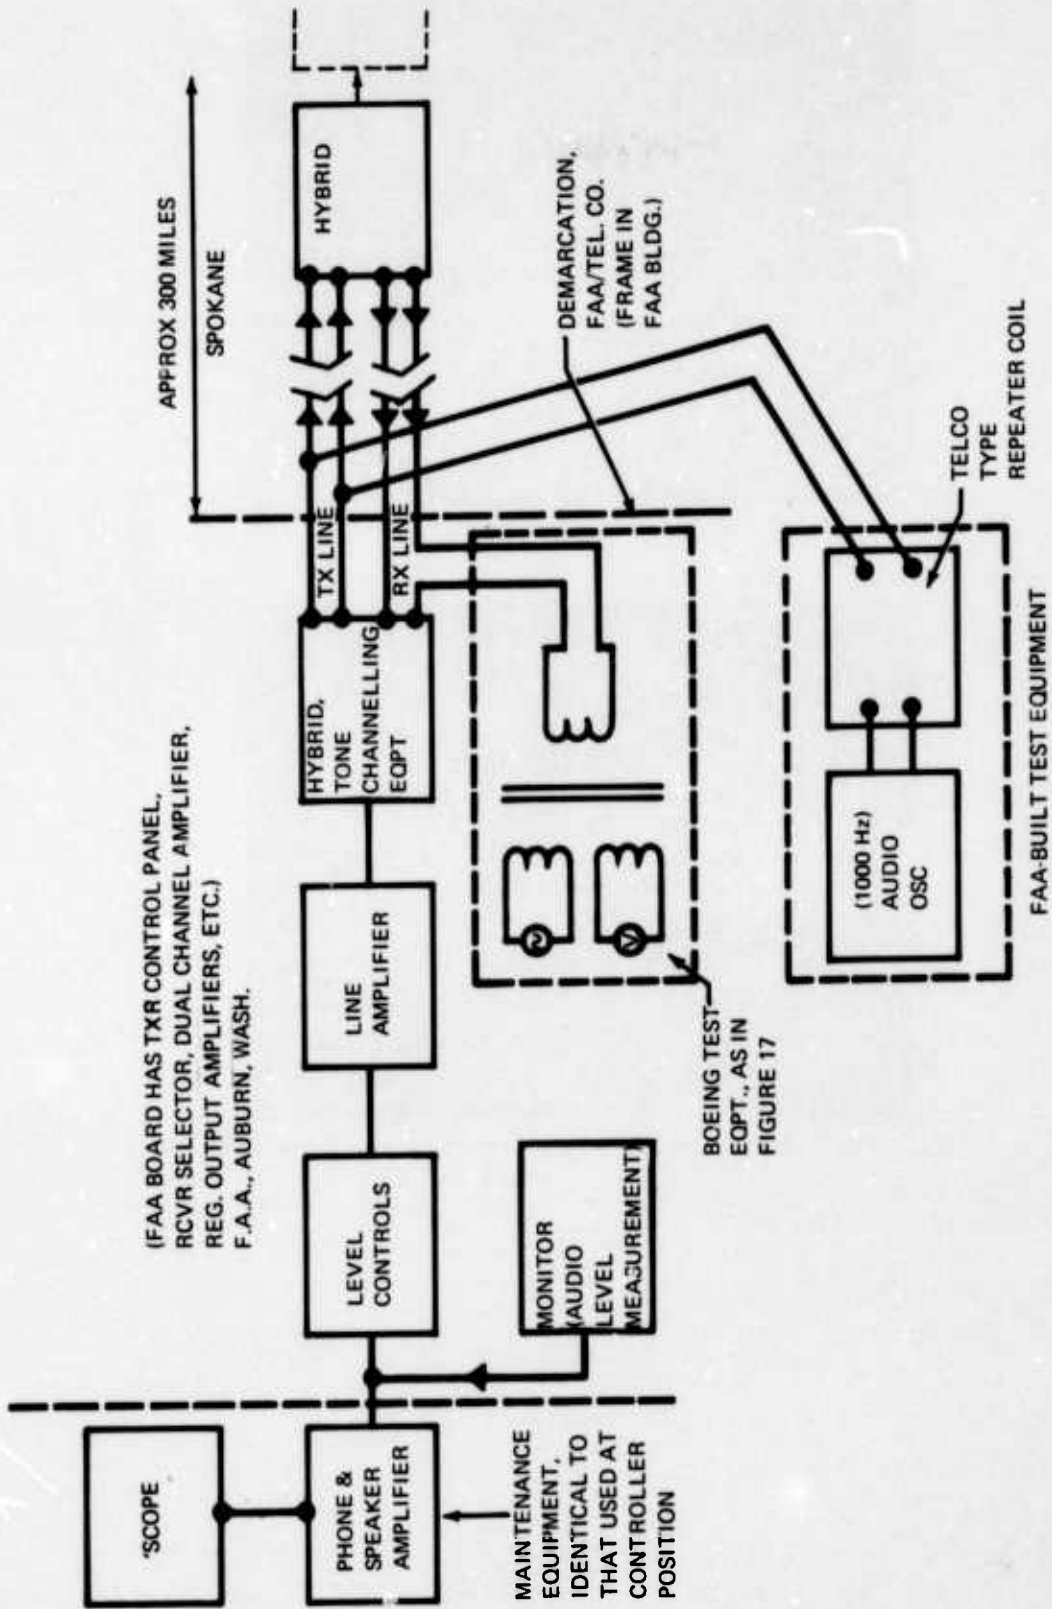 APPROX 300 MILES
SPOKANE
(FAA BOARD HAS TXR CONTROL PANEL,
RCVR SELECTOR, DUAL CHANNEL AMPLIFIER,
REG. OUTPUT AMPLIFIERS, ETC.)
F.A.A., AUBURN, WASH.
'SCOPE
PHONE &
SPEAKER
AMPLIFIER
LEVEL
CONTROLS
LINE
AMPLIFIER
HYBRID,
TONE
CHANNELLING
EQPT
TX LINE
RX LINE
HYBRID
MAINTENANCE
EQUIPMENT,
IDENTICAL TO
THAT USED AT
CONTROLLER
POSITION
MONITOR
(AUDIO
LEVEL
MEASUREMENT)
V
DEMARCATION,
FAA/TEL. CO.
(FRAME IN
FAA BLDG.)
BOEING TEST
EQPT., AS IN
FIGURE 17
(1000 Hz)
AUDIO
OSC
TELCO
TYPE
REPEATER COIL
FAA-BUILT TEST EQUIPMENT